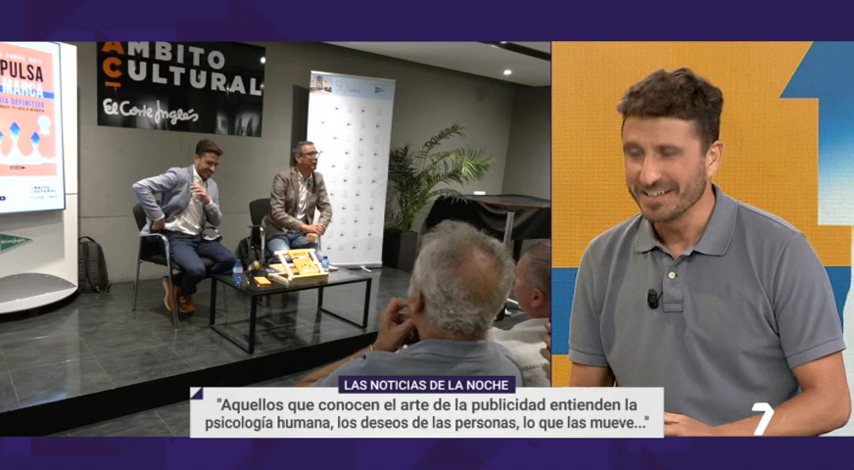 PULSA
MARCA
ÁMBITO
CULTURAL
El Corte Inglés
LAS NOTICIAS DE LA NOCHE
"Aquellos que conocen el arte de la publicidad entienden la
psicología humana, los deseos de las personas, lo que las mueve..."
7